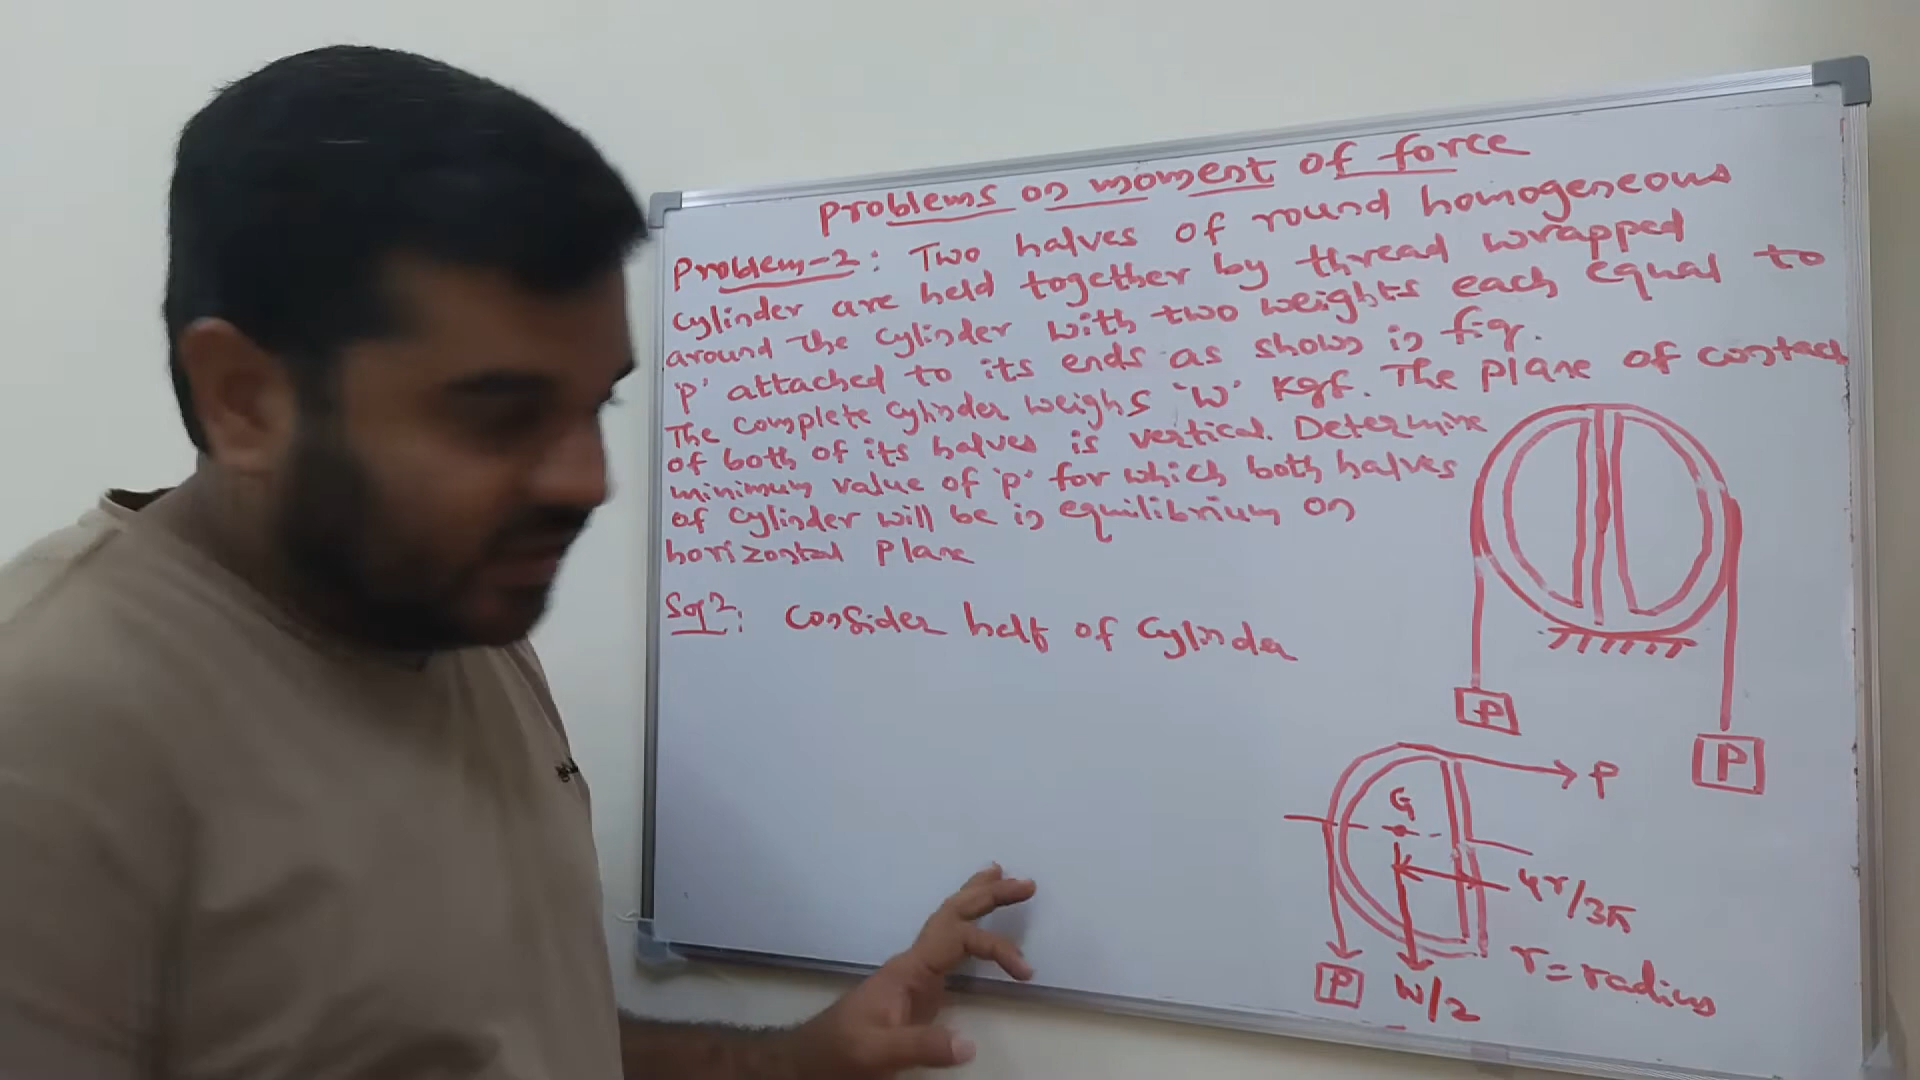 Problems on moment of force
Problem-2: Two halves of round homogeneous
cylinder are held together by thread wrapped
around the cylinder with two weights each equal to
'p' attached to its ends as shown in fig.
The complete cylinder weighs 'W' Kgf. The plane of contact
of both of its halves is vertical. Determine
minimum value of 'p' for which both halves
of cylinder will be in equilibrium on
horizontal plane
Soln: Consider half of cylinder
P
P
P
G
4r/3π
r = radius
P
W/2